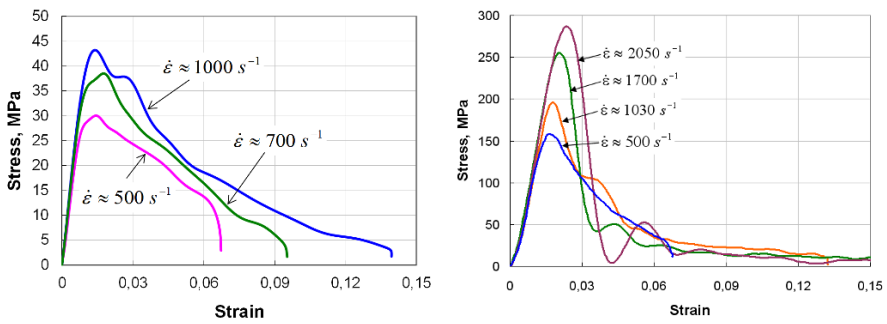 50
45
40
35
30
25
20
15
10
5
0
Stress, MPa
ε̇ ≈ 1000 s⁻¹
ε̇ ≈ 700 s⁻¹
ε̇ ≈ 500 s⁻¹
0 0,03 0,06 0,09 0,12 0,15
Strain
300
250
200
150
100
50
0
Stress, MPa
ε̇ ≈ 2050 s⁻¹
ε̇ ≈ 1700 s⁻¹
ε̇ ≈ 1030 s⁻¹
ε̇ ≈ 500 s⁻¹
0 0,03 0,06 0,09 0,12 0,15
Strain